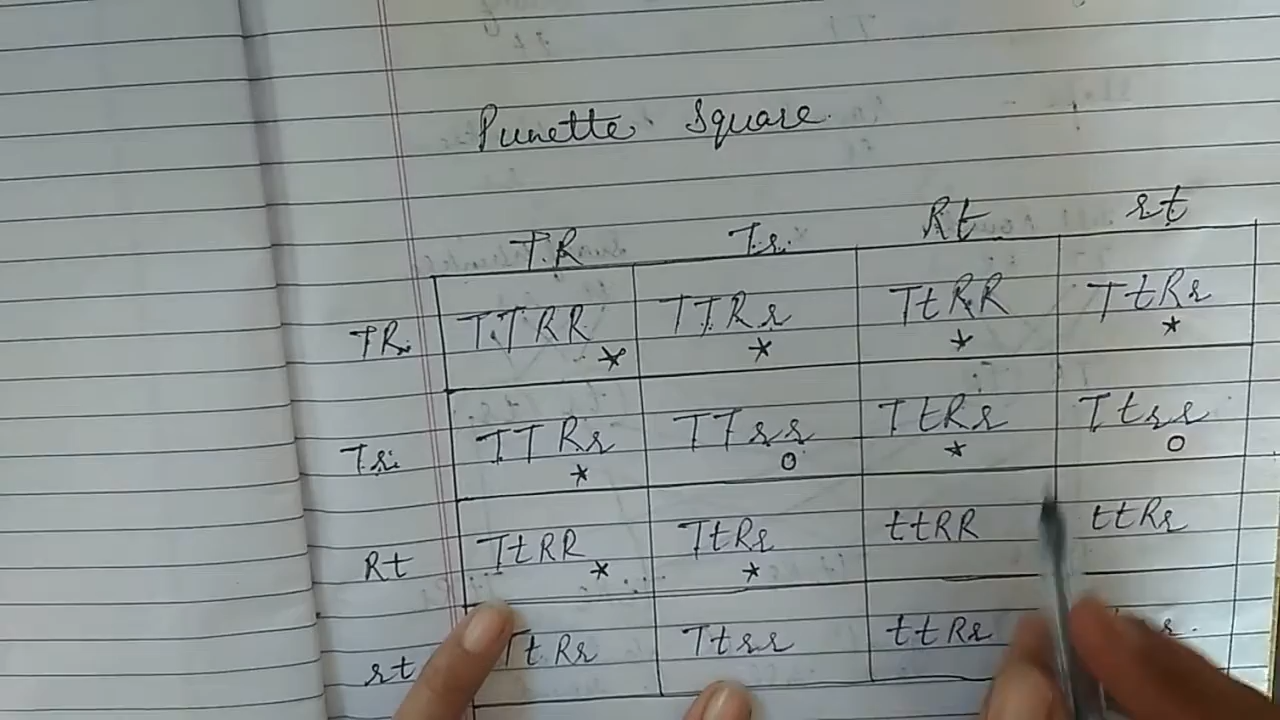 Punette Square
TR Tr Rt rt
TR TTRR TTRr TtRR TtRr
* * * *
Tr TTRr TTrr TtRr Ttrr
* o * o
Rt TtRR TtRr ttRR ttRr
* *
rt TtRr Ttrr ttRr